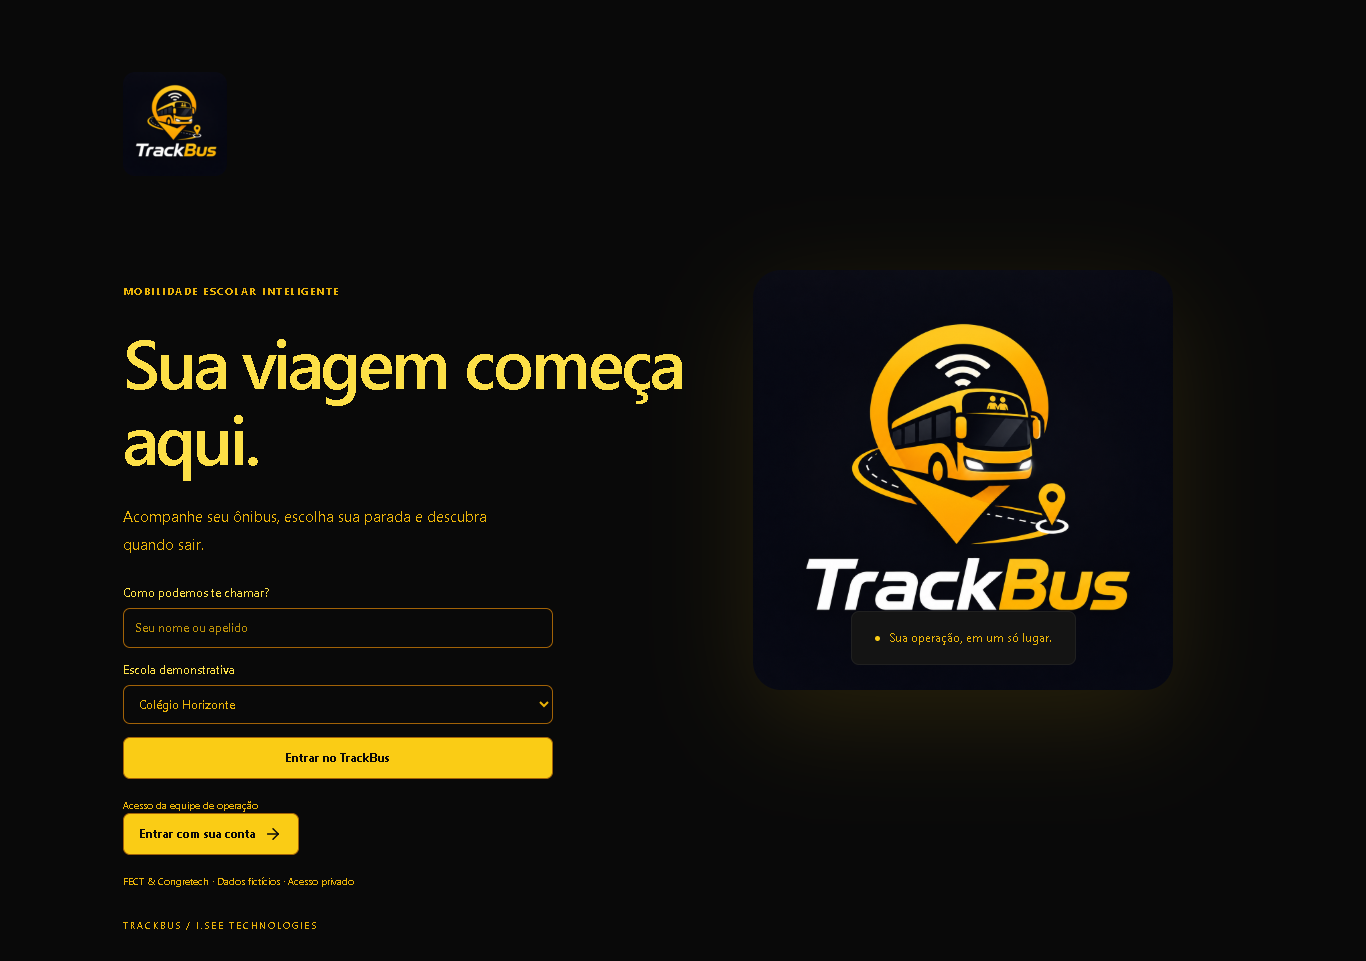 TrackBus
MOBILIDADE ESCOLAR INTELIGENTE
Sua viagem começa
aqui.
Acompanhe seu ônibus, escolha sua parada e descubra
quando sair.
Como podemos te chamar?
Seu nome ou apelido
Escola demonstrativa
Colégio Horizonte
Entrar no TrackBus
Acesso da equipe de operação
Entrar com sua conta
FECT & Congretech · Dados fictícios · Acesso privado
TRACKBUS / I.SEE TECHNOLOGIES
TrackBus
Sua operação, em um só lugar.